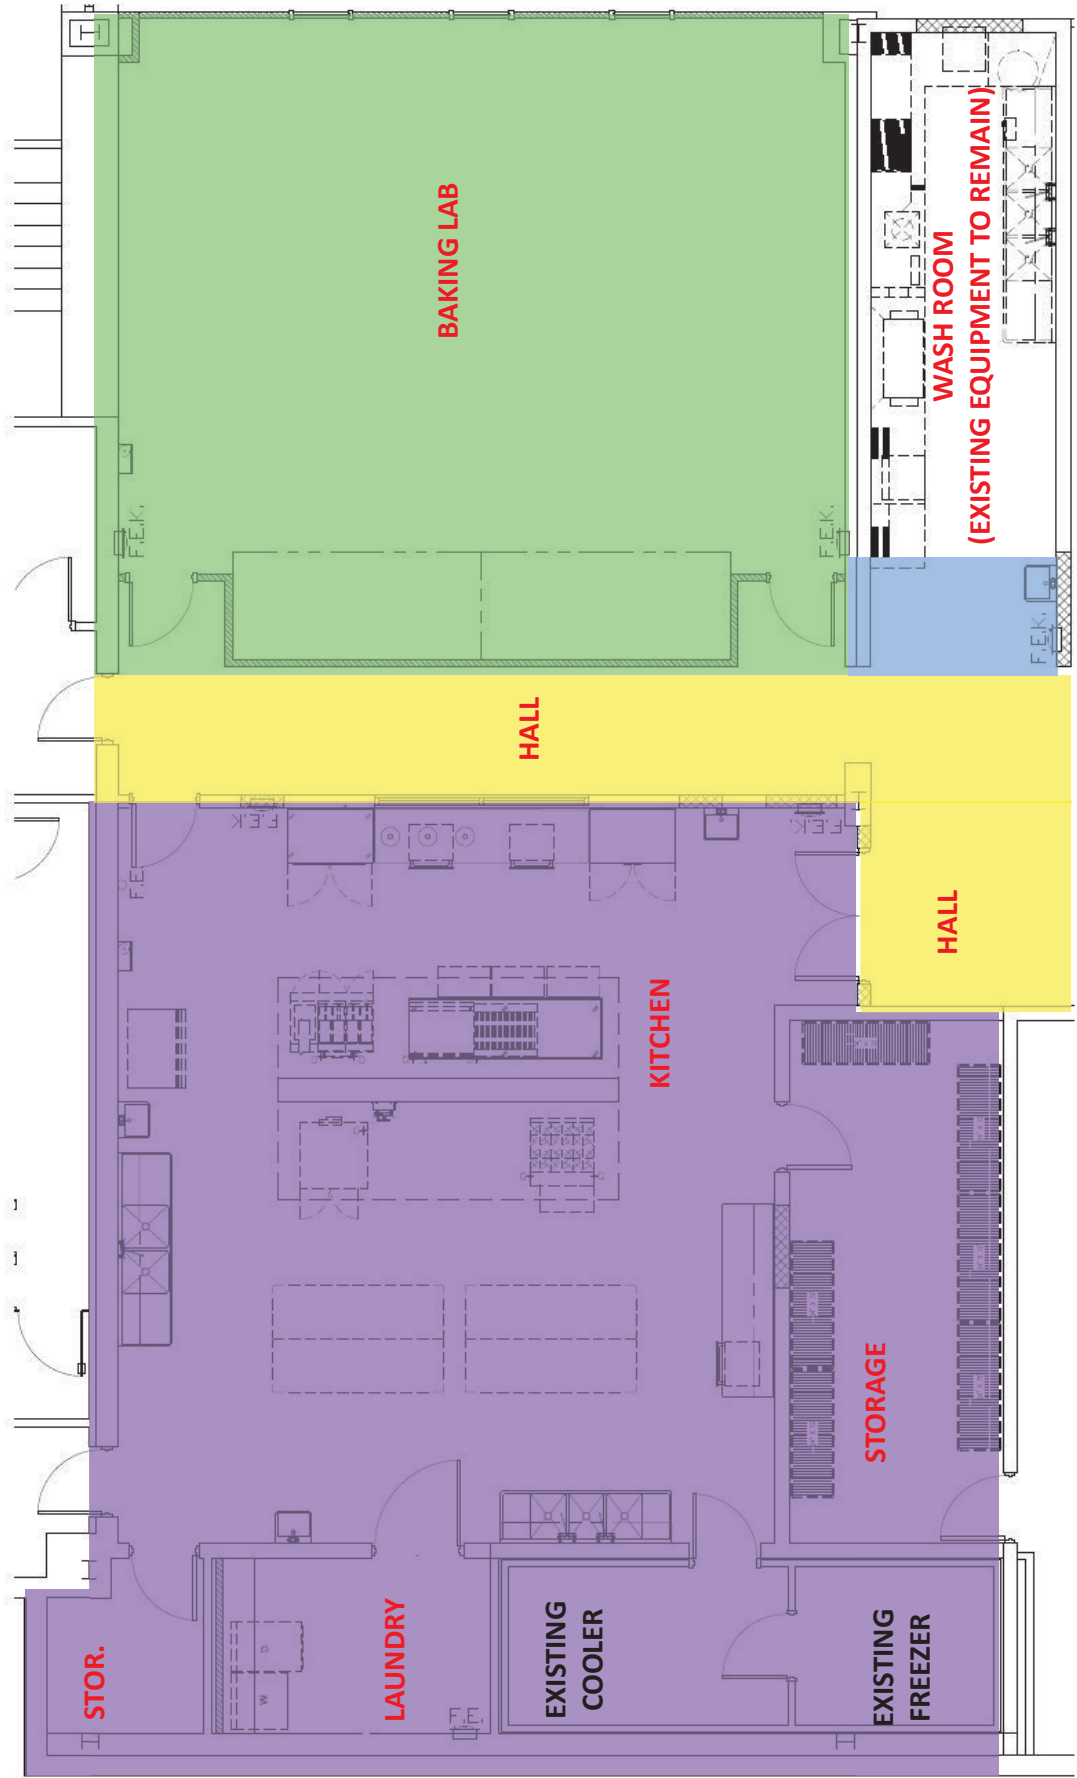 BAKING LAB
WASH ROOM
(EXISTING EQUIPMENT TO REMAIN)
F.E.K.
F.E.K.
F.E.K.
HALL
F.E.K.
F.E.K.
F.E.
HALL
KITCHEN
STORAGE
STOR.
LAUNDRY
W
D
F.E.
EXISTING
COOLER
EXISTING
FREEZER